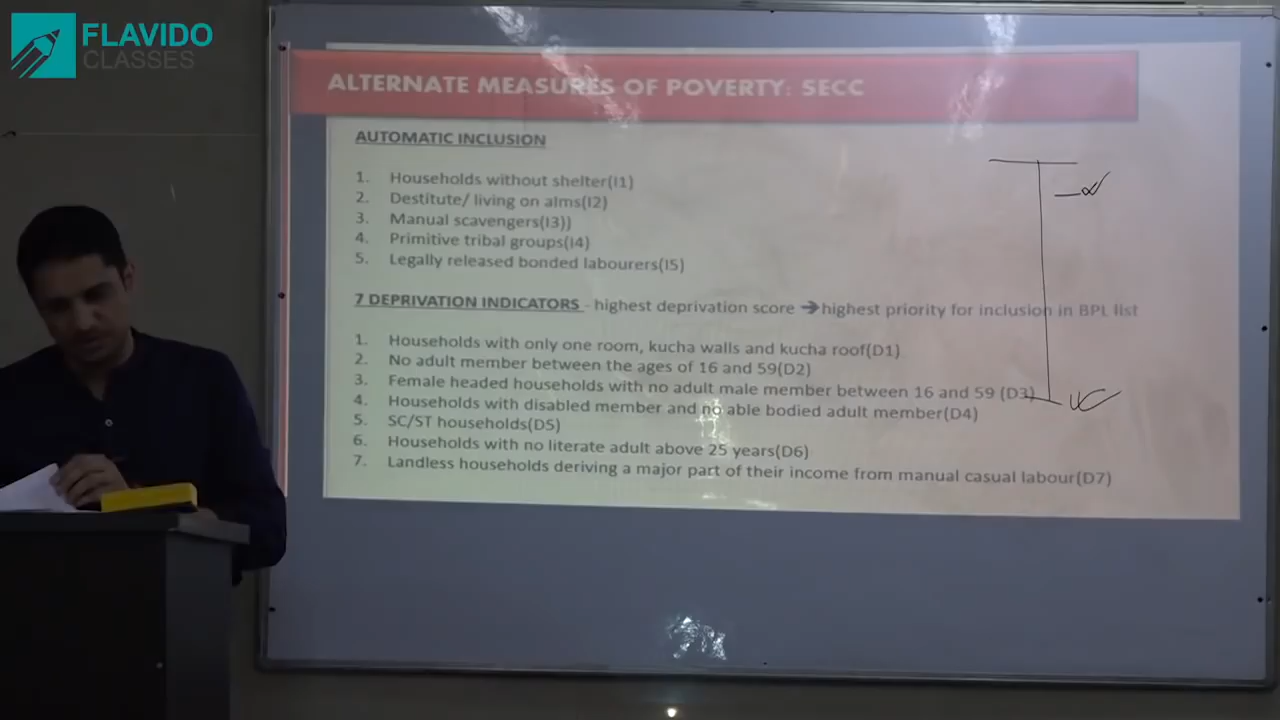 FLAVIDO
CLASSES
ALTERNATE MEASURES OF POVERTY: SECC
AUTOMATIC INCLUSION
1. Households without shelter(I1)
2. Destitute/ living on alms(I2)
3. Manual scavengers(I3))
4. Primitive tribal groups(I4)
5. Legally released bonded labourers(I5)
7 DEPRIVATION INDICATORS - highest deprivation score ➔highest priority for inclusion in BPL list
1. Households with only one room, kucha walls and kucha roof(D1)
2. No adult member between the ages of 16 and 59(D2)
3. Female headed households with no adult male member between 16 and 59 (D3)
4. Households with disabled member and no able bodied adult member(D4)
5. SC/ST households(D5)
6. Households with no literate adult above 25 years(D6)
7. Landless households deriving a major part of their income from manual casual labour(D7)